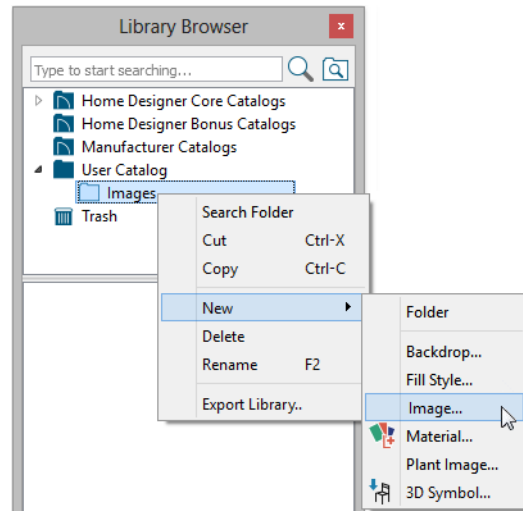 Library Browser
x
Type to start searching...
Home Designer Core Catalogs
Home Designer Bonus Catalogs
Manufacturer Catalogs
User Catalog
Images
Trash
Search Folder
Cut Ctrl-X
Copy Ctrl-C
New
Delete
Rename F2
Export Library..
Folder
Backdrop...
Fill Style...
Image...
Material...
Plant Image...
3D Symbol...